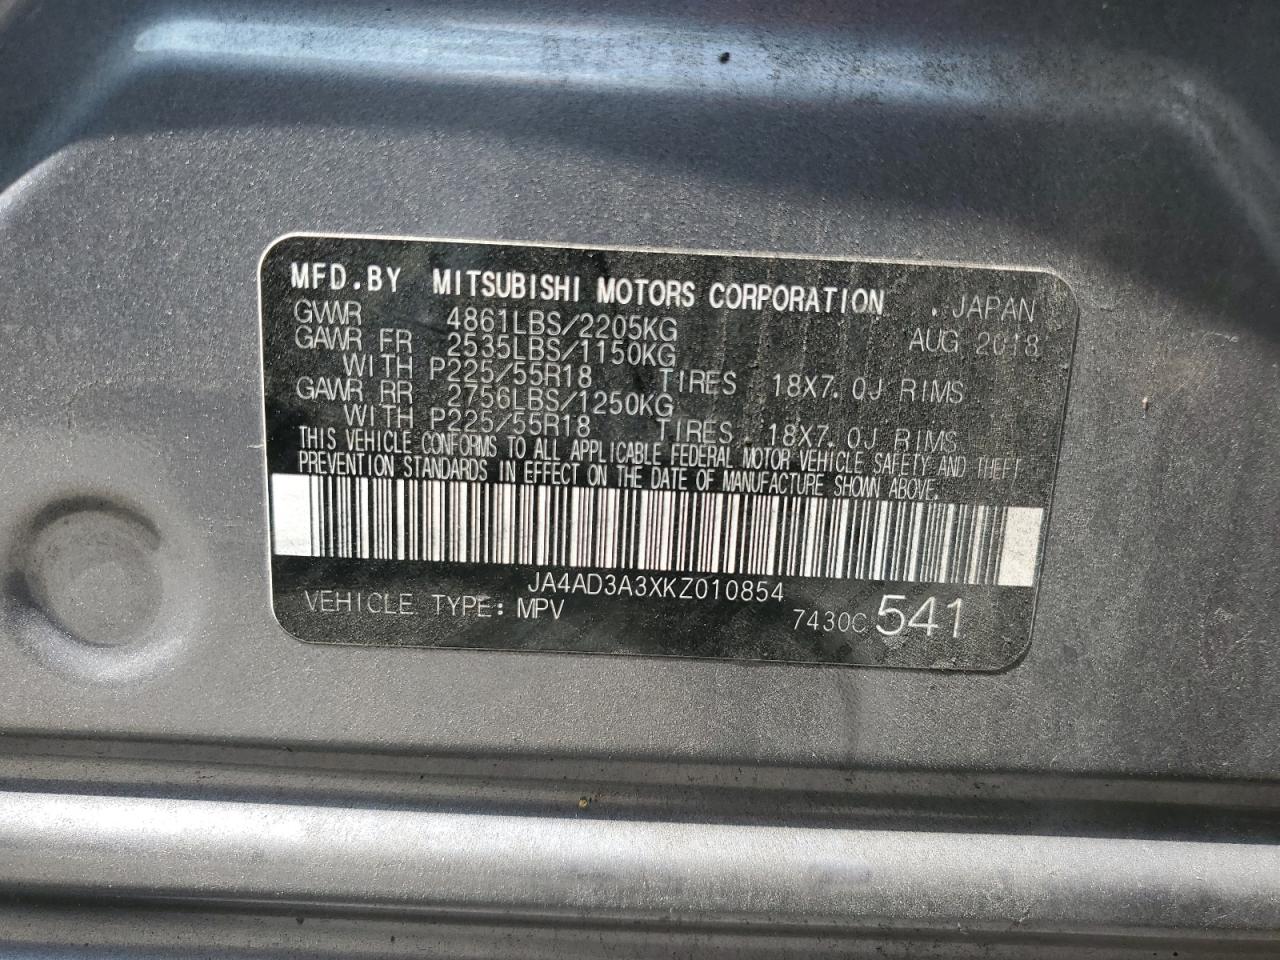 MFD.BY MITSUBISHI MOTORS CORPORATION . JAPAN
GVWR 4861LBS/2205KG AUG 2018
GAWR FR 2535LBS/1150KG
WITH P225/55R18 TIRES 18X7.0J RIMS
GAWR RR 2756LBS/1250KG
WITH P225/55R18 TIRES 18X7.0J RIMS
THIS VEHICLE CONFORMS TO ALL APPLICABLE FEDERAL MOTOR VEHICLE SAFETY AND THEFT
PREVENTION STANDARDS IN EFFECT ON THE DATE OF MANUFACTURE SHOWN ABOVE.
JA4AD3A3XKZ010854
VEHICLE TYPE: MPV 7430C 541